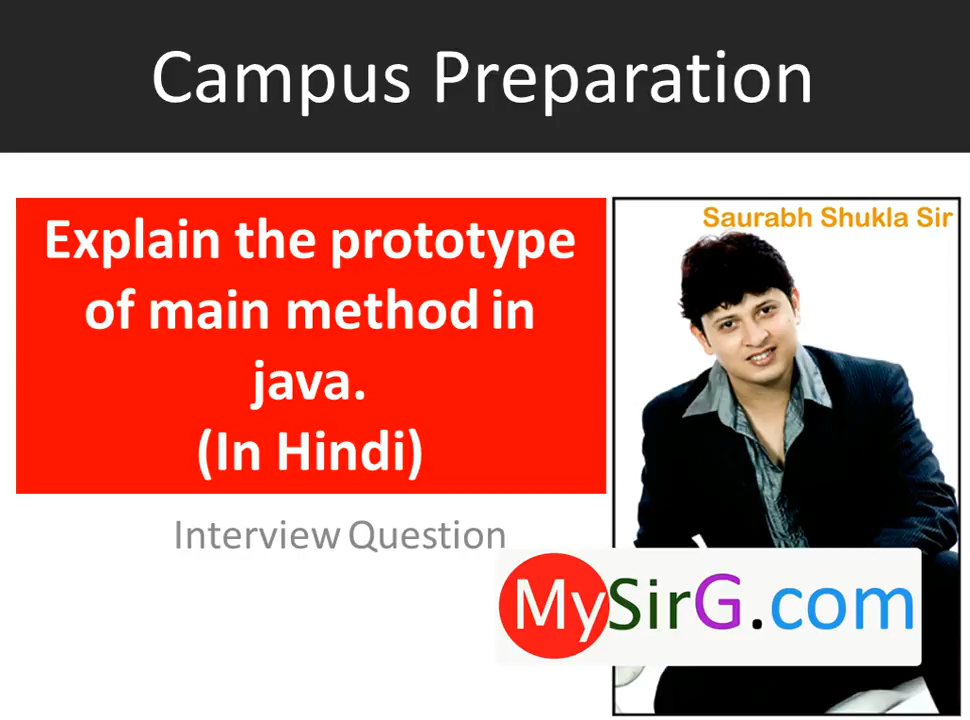 Campus Preparation
Saurabh Shukla Sir
Explain the prototype
of main method in
java.
(In Hindi)
Interview Question
MySirG.com